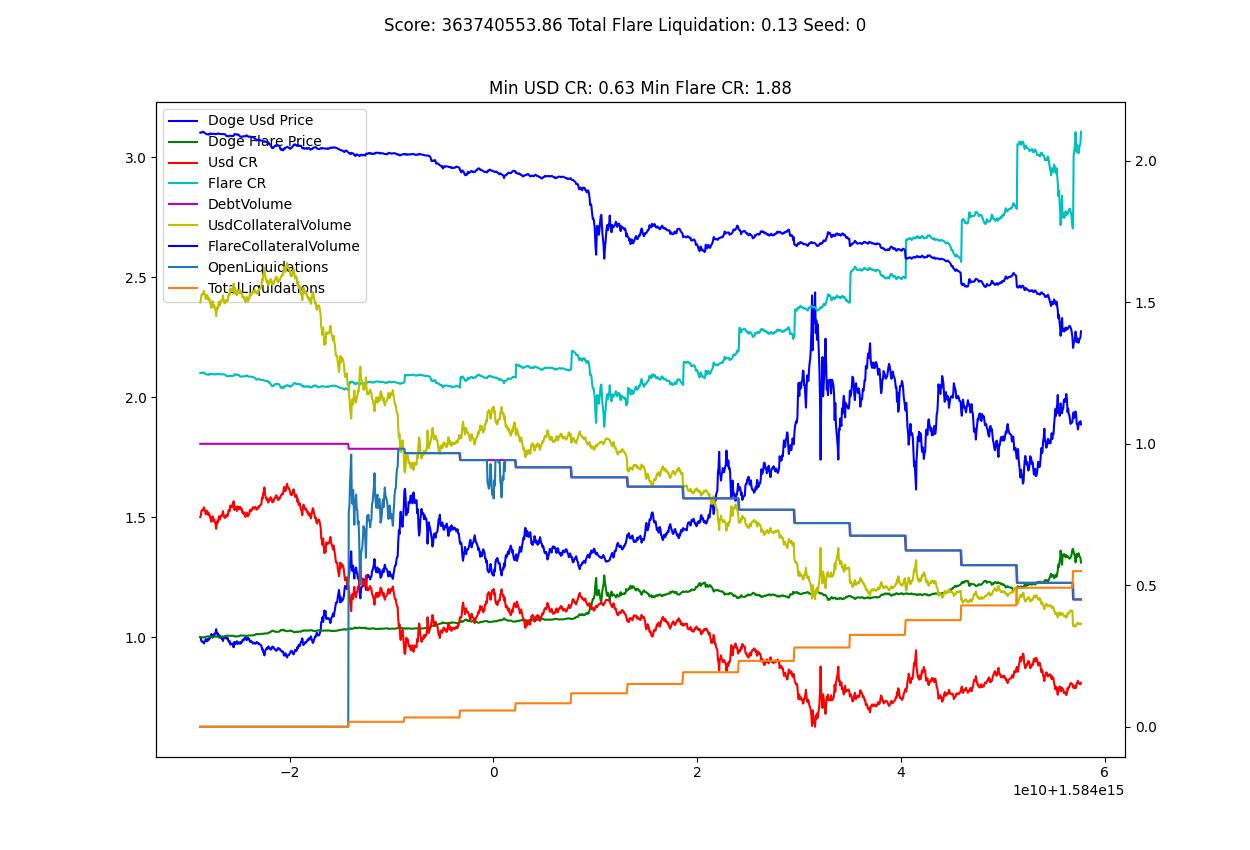 Score: 363740553.86 Total Flare Liquidation: 0.13 Seed: 0
Min USD CR: 0.63 Min Flare CR: 1.88
Doge Usd Price
Doge Flare Price
Usd CR
Flare CR
DebtVolume
UsdCollateralVolume
FlareCollateralVolume
OpenLiquidations
TotalLiquidations
3.0
2.5
2.0
1.5
1.0
2.0
1.5
1.0
0.5
0.0
−2 0 2 4 6
1e10+1.584e15